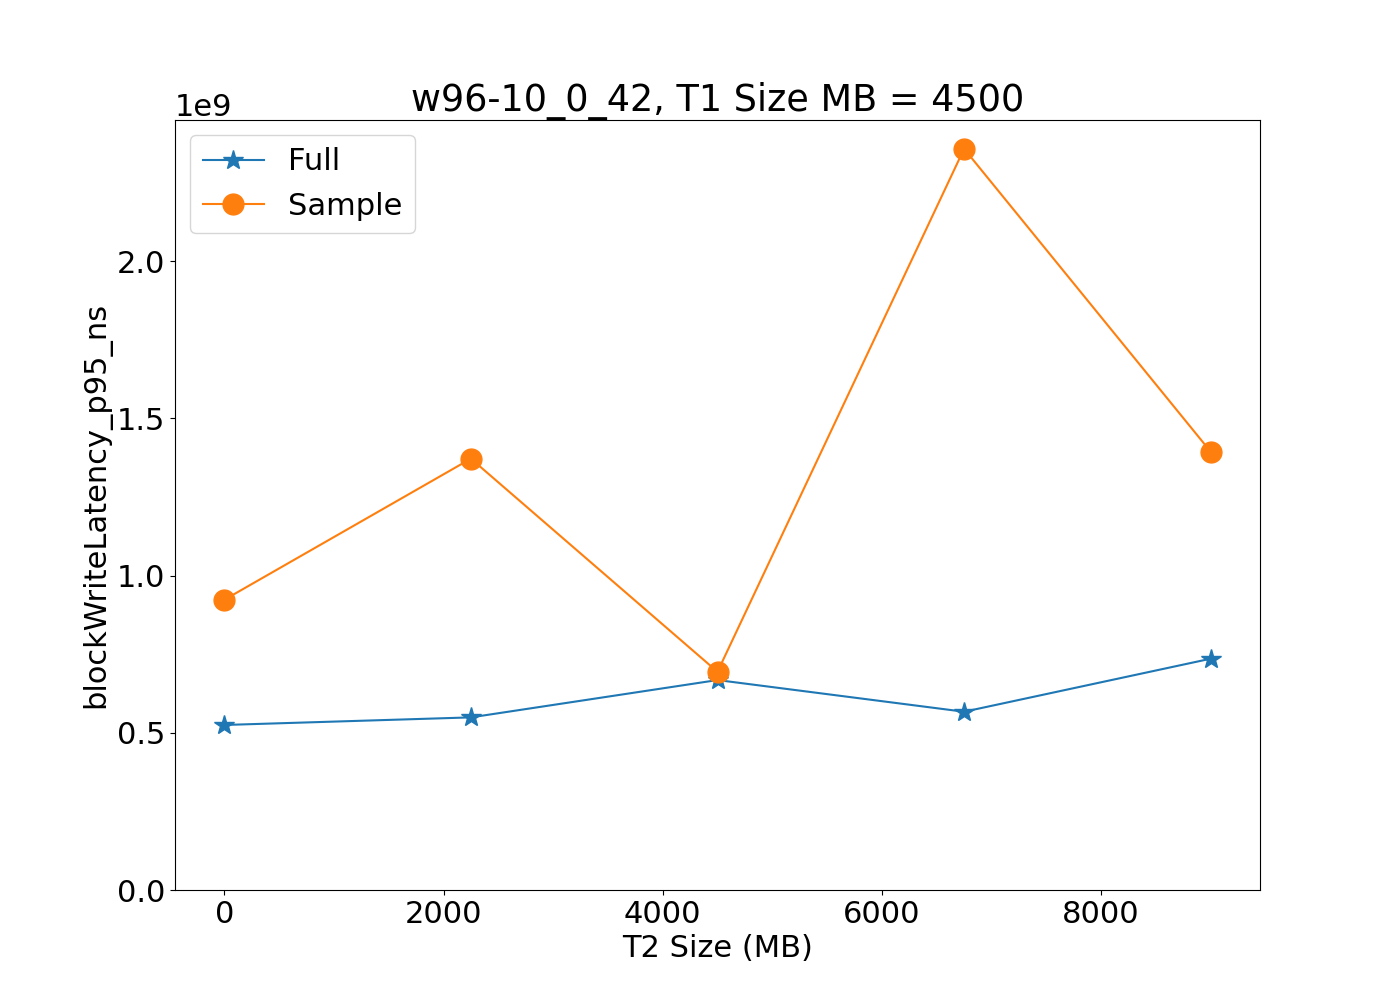 w96-10_0_42, T1 Size MB = 4500
1e9
Full
Sample
blockWriteLatency_p95_ns
2.0
1.5
1.0
0.5
0.0
0 2000 4000 6000 8000
T2 Size (MB)